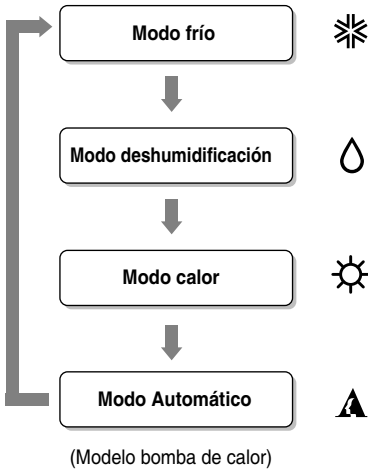 Modo frío
Modo deshumidificación
Modo calor
Modo Automático
(Modelo bomba de calor)